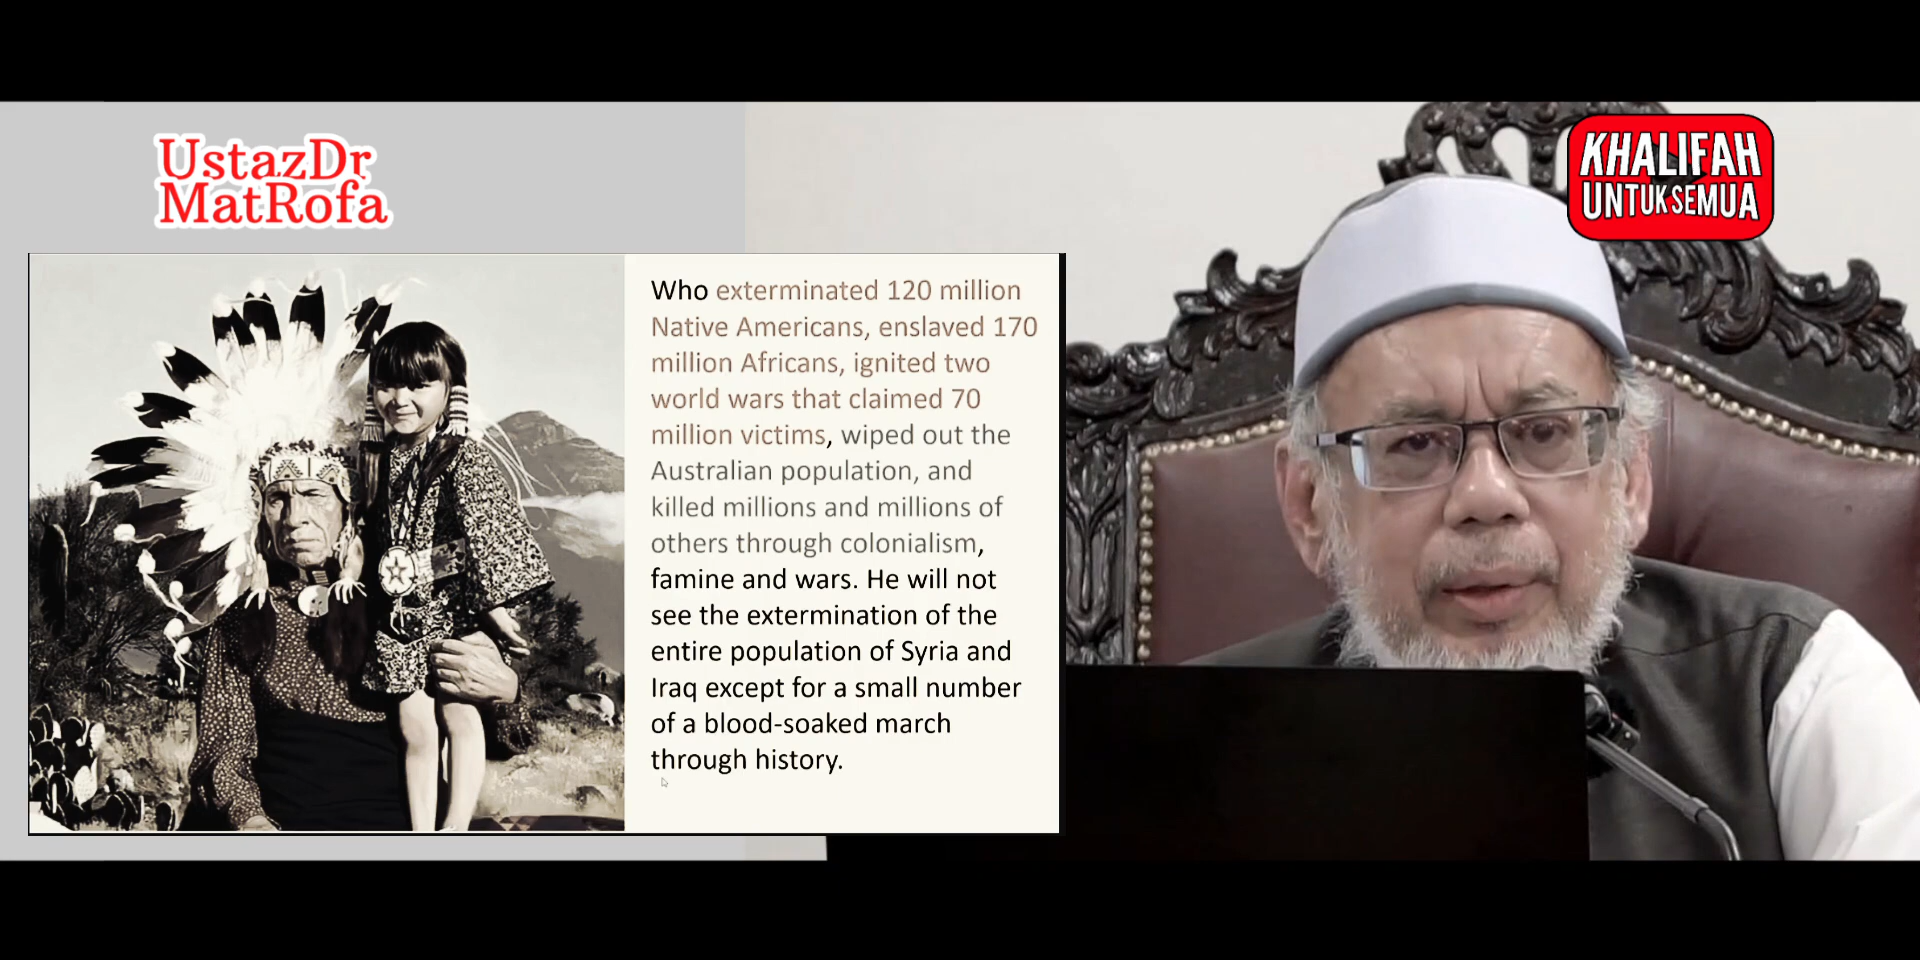 UstazDr
MatRofa
KHALIFAH
UNTUK SEMUA
Who exterminated 120 million
Native Americans, enslaved 170
million Africans, ignited two
world wars that claimed 70
million victims, wiped out the
Australian population, and
killed millions and millions of
others through colonialism,
famine and wars. He will not
see the extermination of the
entire population of Syria and
Iraq except for a small number
of a blood-soaked march
through history.